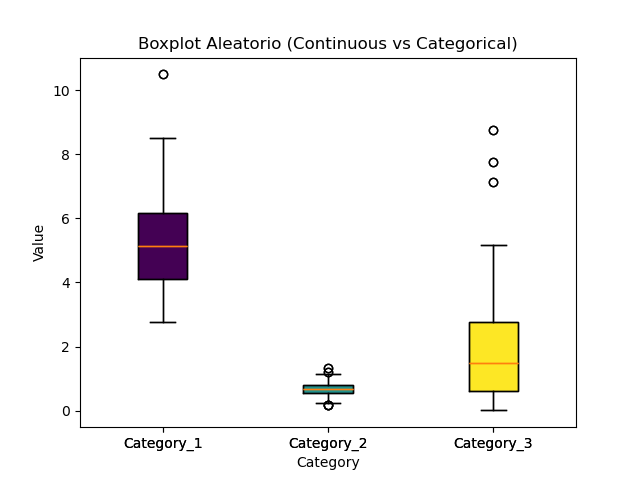 Boxplot Aleatorio (Continuous vs Categorical)
10
8
6
4
2
0
Value
Category_1
Category_2
Category_3
Category